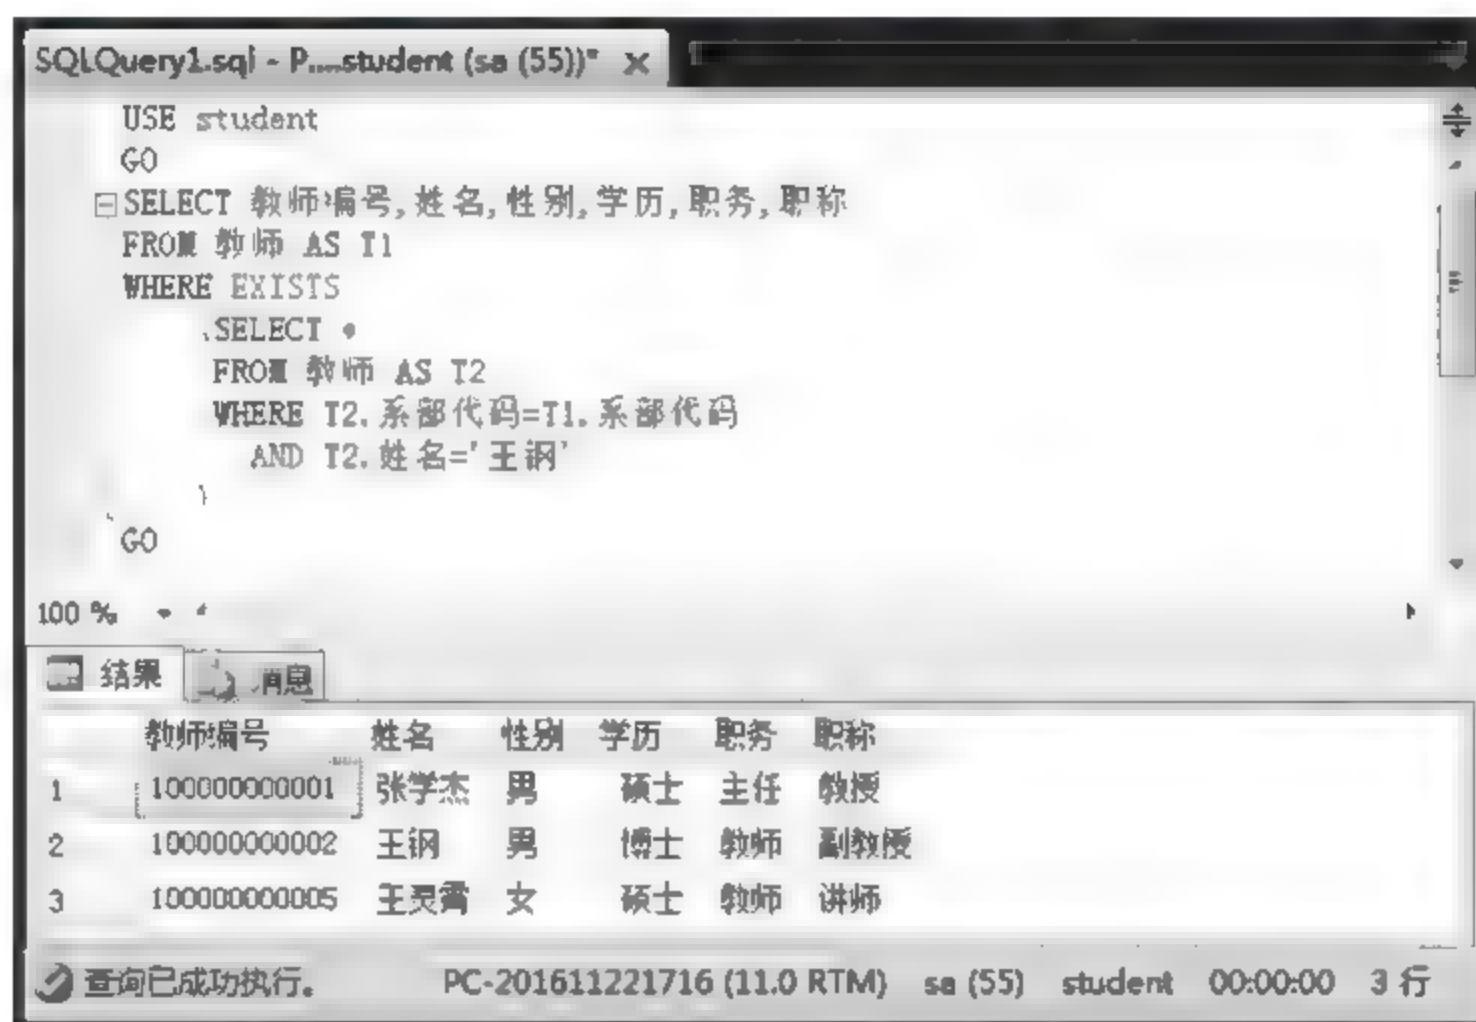 SQLQuery1.sql - P....student (sa (55))* ×
USE student
GO
SELECT 教师编号,姓名,性别,学历,职务,职称
FROM 教师 AS T1
WHERE EXISTS
(SELECT *
FROM 教师 AS T2
WHERE T2.系部代码=T1.系部代码
AND T2.姓名='王钢'
)
GO
100 %
结果 消息
教师编号 姓名 性别 学历 职务 职称
1 100000000001 张学杰 男 硕士 主任 教授
2 100000000002 王钢 男 博士 教师 副教授
3 100000000005 王灵霄 女 硕士 教师 讲师
查询已成功执行。 PC-201611221716 (11.0 RTM) sa (55) student 00:00:00 3 行